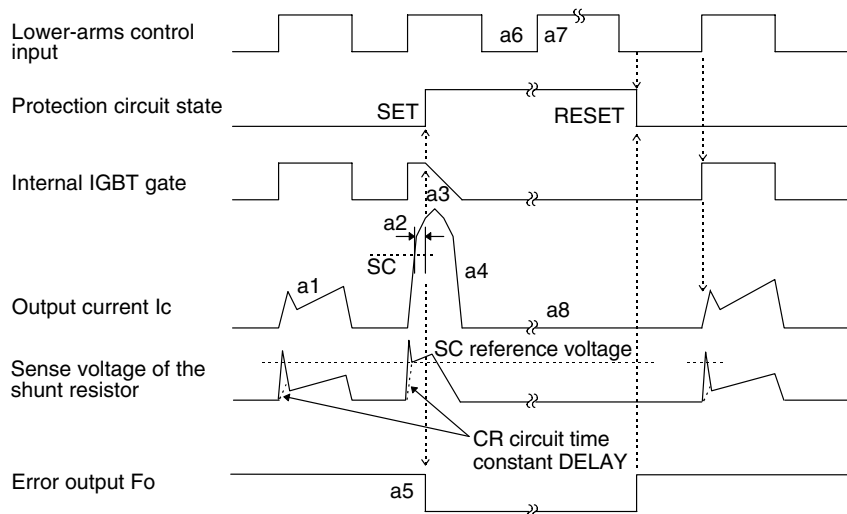 Lower-arms control
input
a6
a7
Protection circuit state
SET
RESET
Internal IGBT gate
a3
a2
SC
a4
a1
Output current Ic
a8
SC reference voltage
Sense voltage of the
shunt resistor
CR circuit time
constant DELAY
Error output Fo
a5